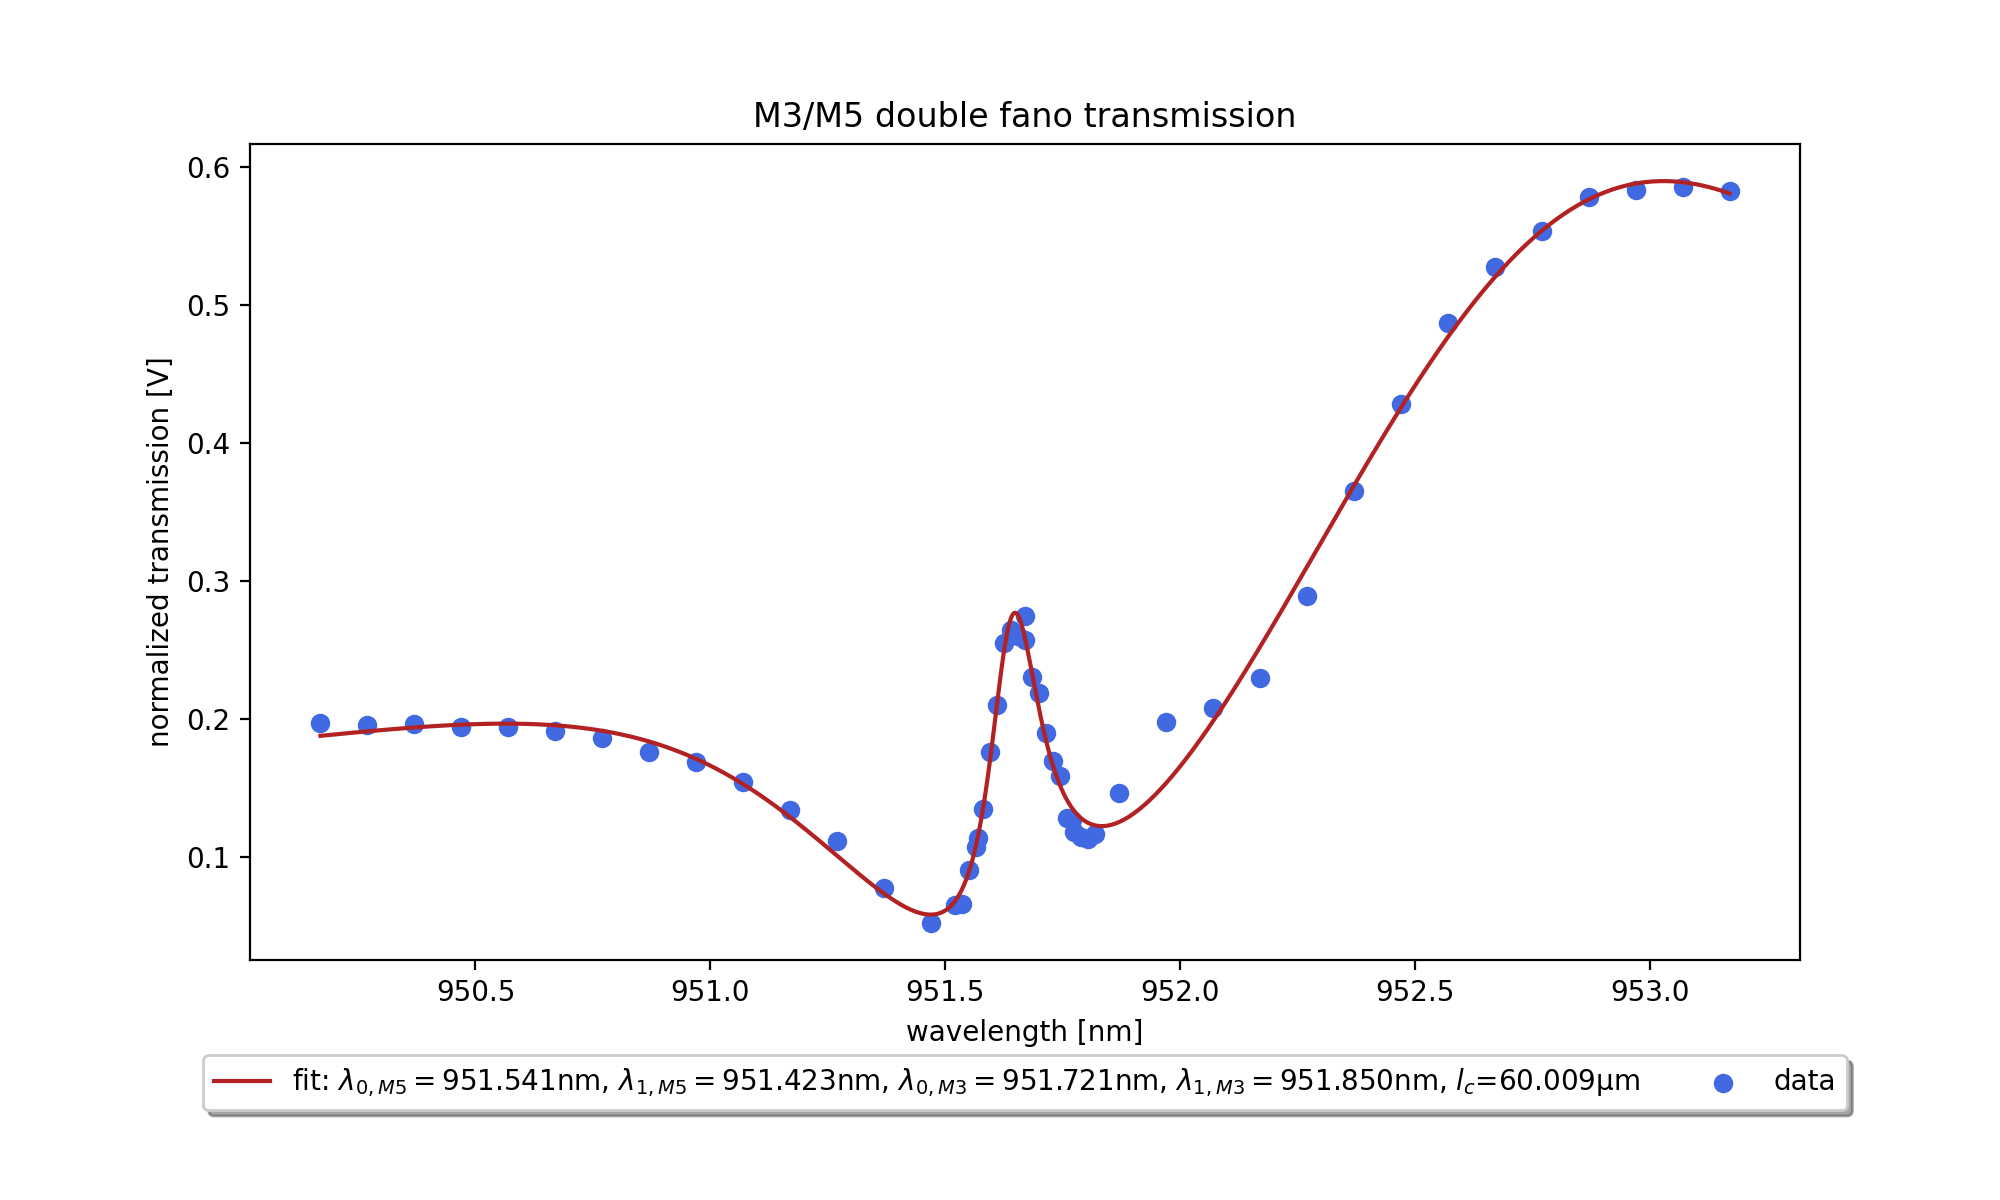 M3/M5 double fano transmission
normalized transmission [V]
0.6
0.5
0.4
0.3
0.2
0.1
950.5 951.0 951.5 952.0 952.5 953.0
wavelength [nm]
fit: λ0,M5 = 951.541nm, λ1,M5 = 951.423nm, λ0,M3 = 951.721nm, λ1,M3 = 951.850nm, lc=60.009µm data